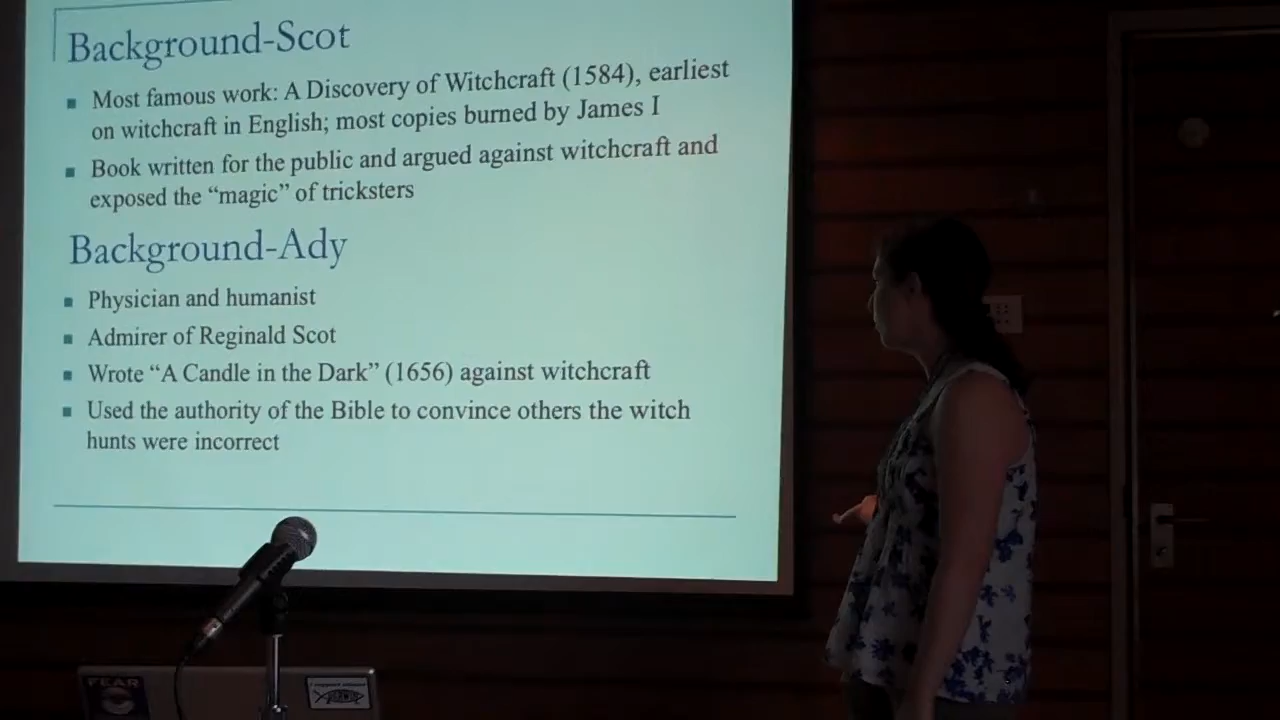 Background-Scot
Most famous work: A Discovery of Witchcraft (1584), earliest
on witchcraft in English; most copies burned by James I
Book written for the public and argued against witchcraft and
exposed the “magic” of tricksters
Background-Ady
Physician and humanist
Admirer of Reginald Scot
Wrote “A Candle in the Dark” (1656) against witchcraft
Used the authority of the Bible to convince others the witch
hunts were incorrect
FEAR
DARWIN